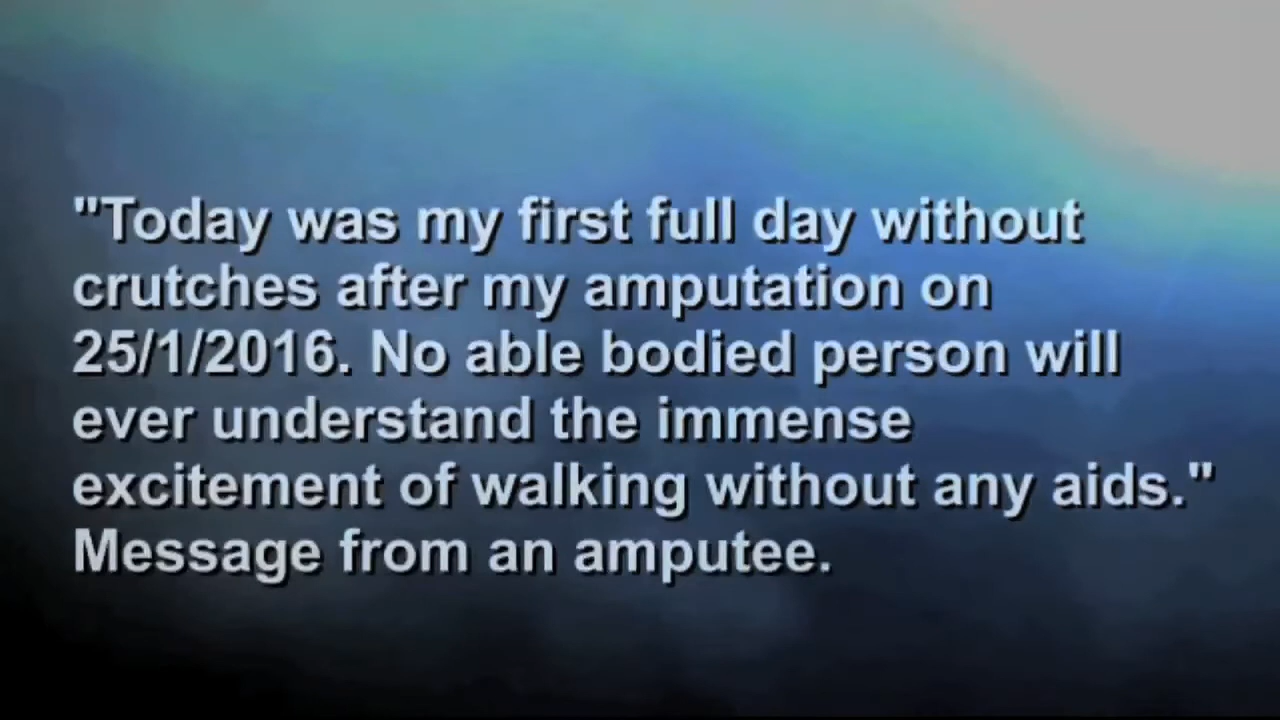 "Today was my first full day without
crutches after my amputation on
25/1/2016. No able bodied person will
ever understand the immense
excitement of walking without any aids."
Message from an amputee.